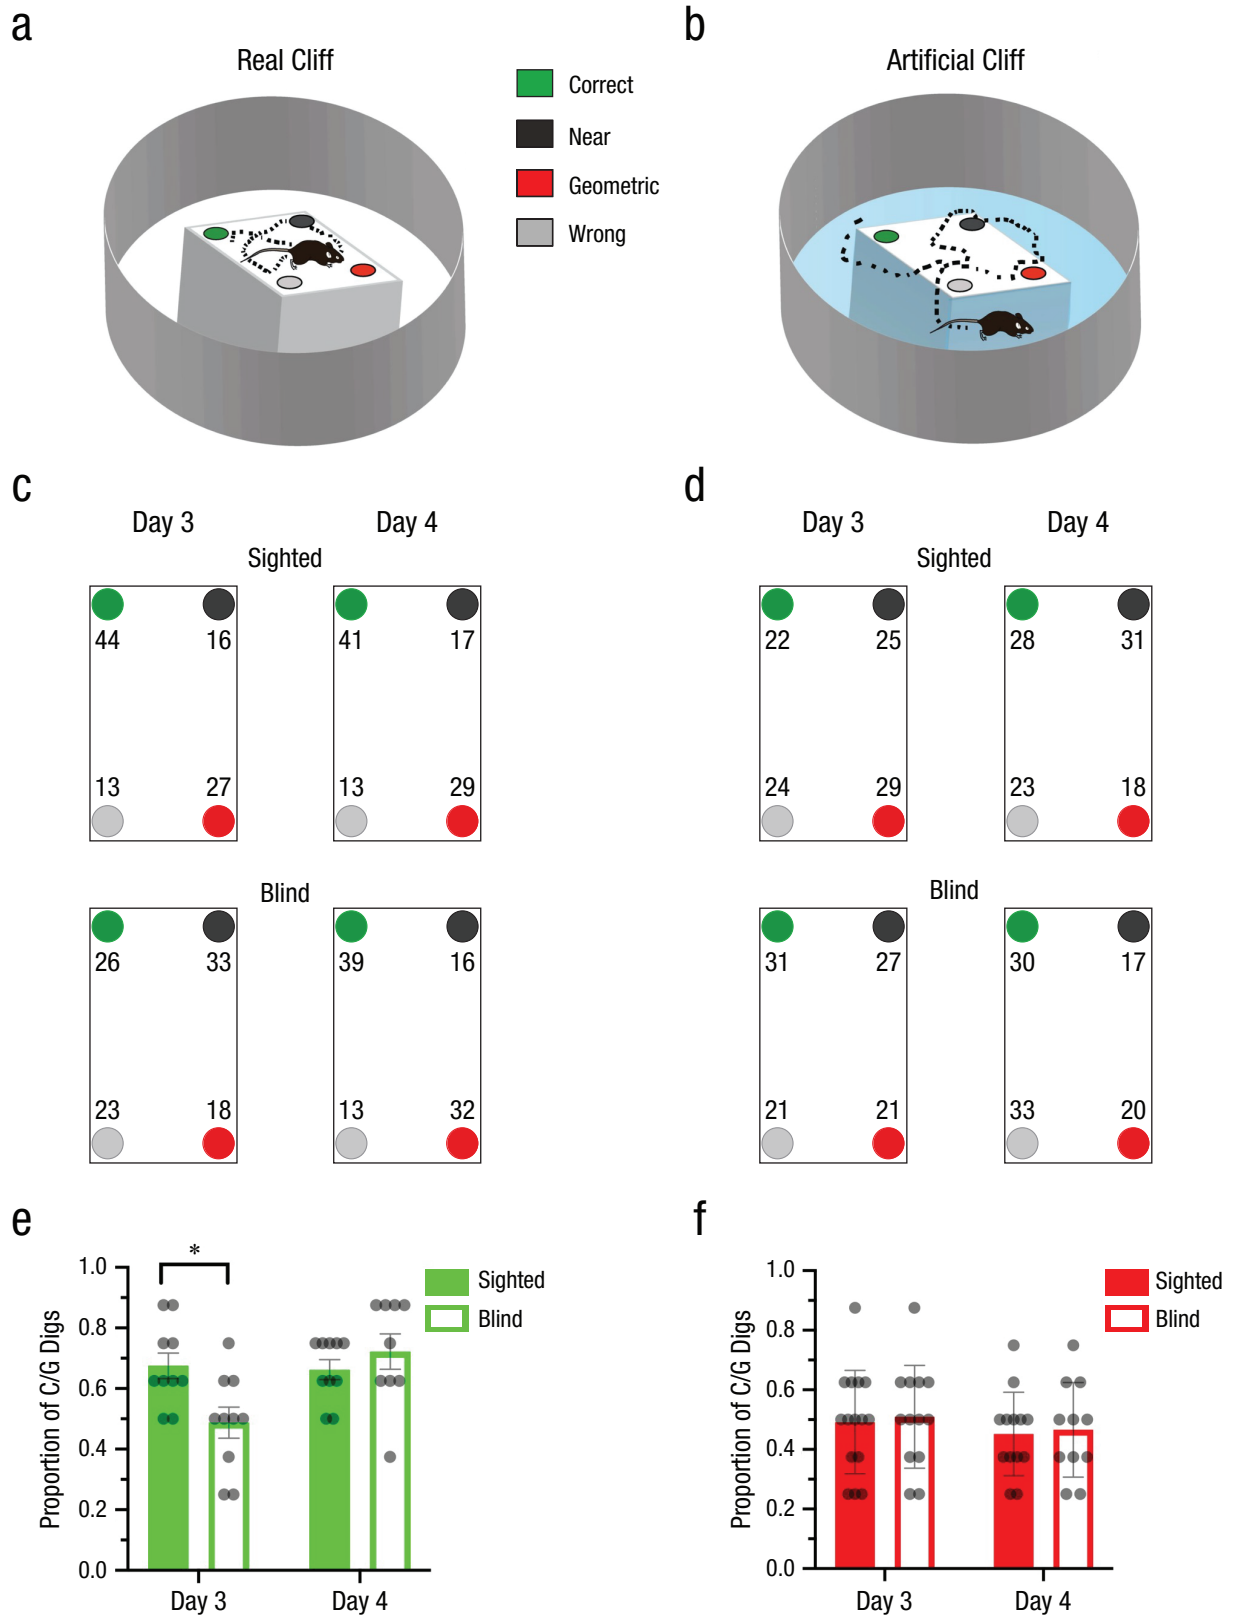 a
b
Real Cliff
Artificial Cliff
Correct
Near
Geometric
Wrong
c
d
Day 3
Day 4
Sighted
44
16
41
17
13
27
13
29
Blind
26
33
39
16
23
18
13
32
Day 3
Day 4
Sighted
22
25
28
31
24
29
23
18
Blind
31
27
30
17
21
21
33
20
e
Proportion of C/G Digs
1.0
0.8
0.6
0.4
0.2
0.0
*
Sighted
Blind
Day 3
Day 4
f
Proportion of C/G Digs
1.0
0.8
0.6
0.4
0.2
0.0
Sighted
Blind
Day 3
Day 4